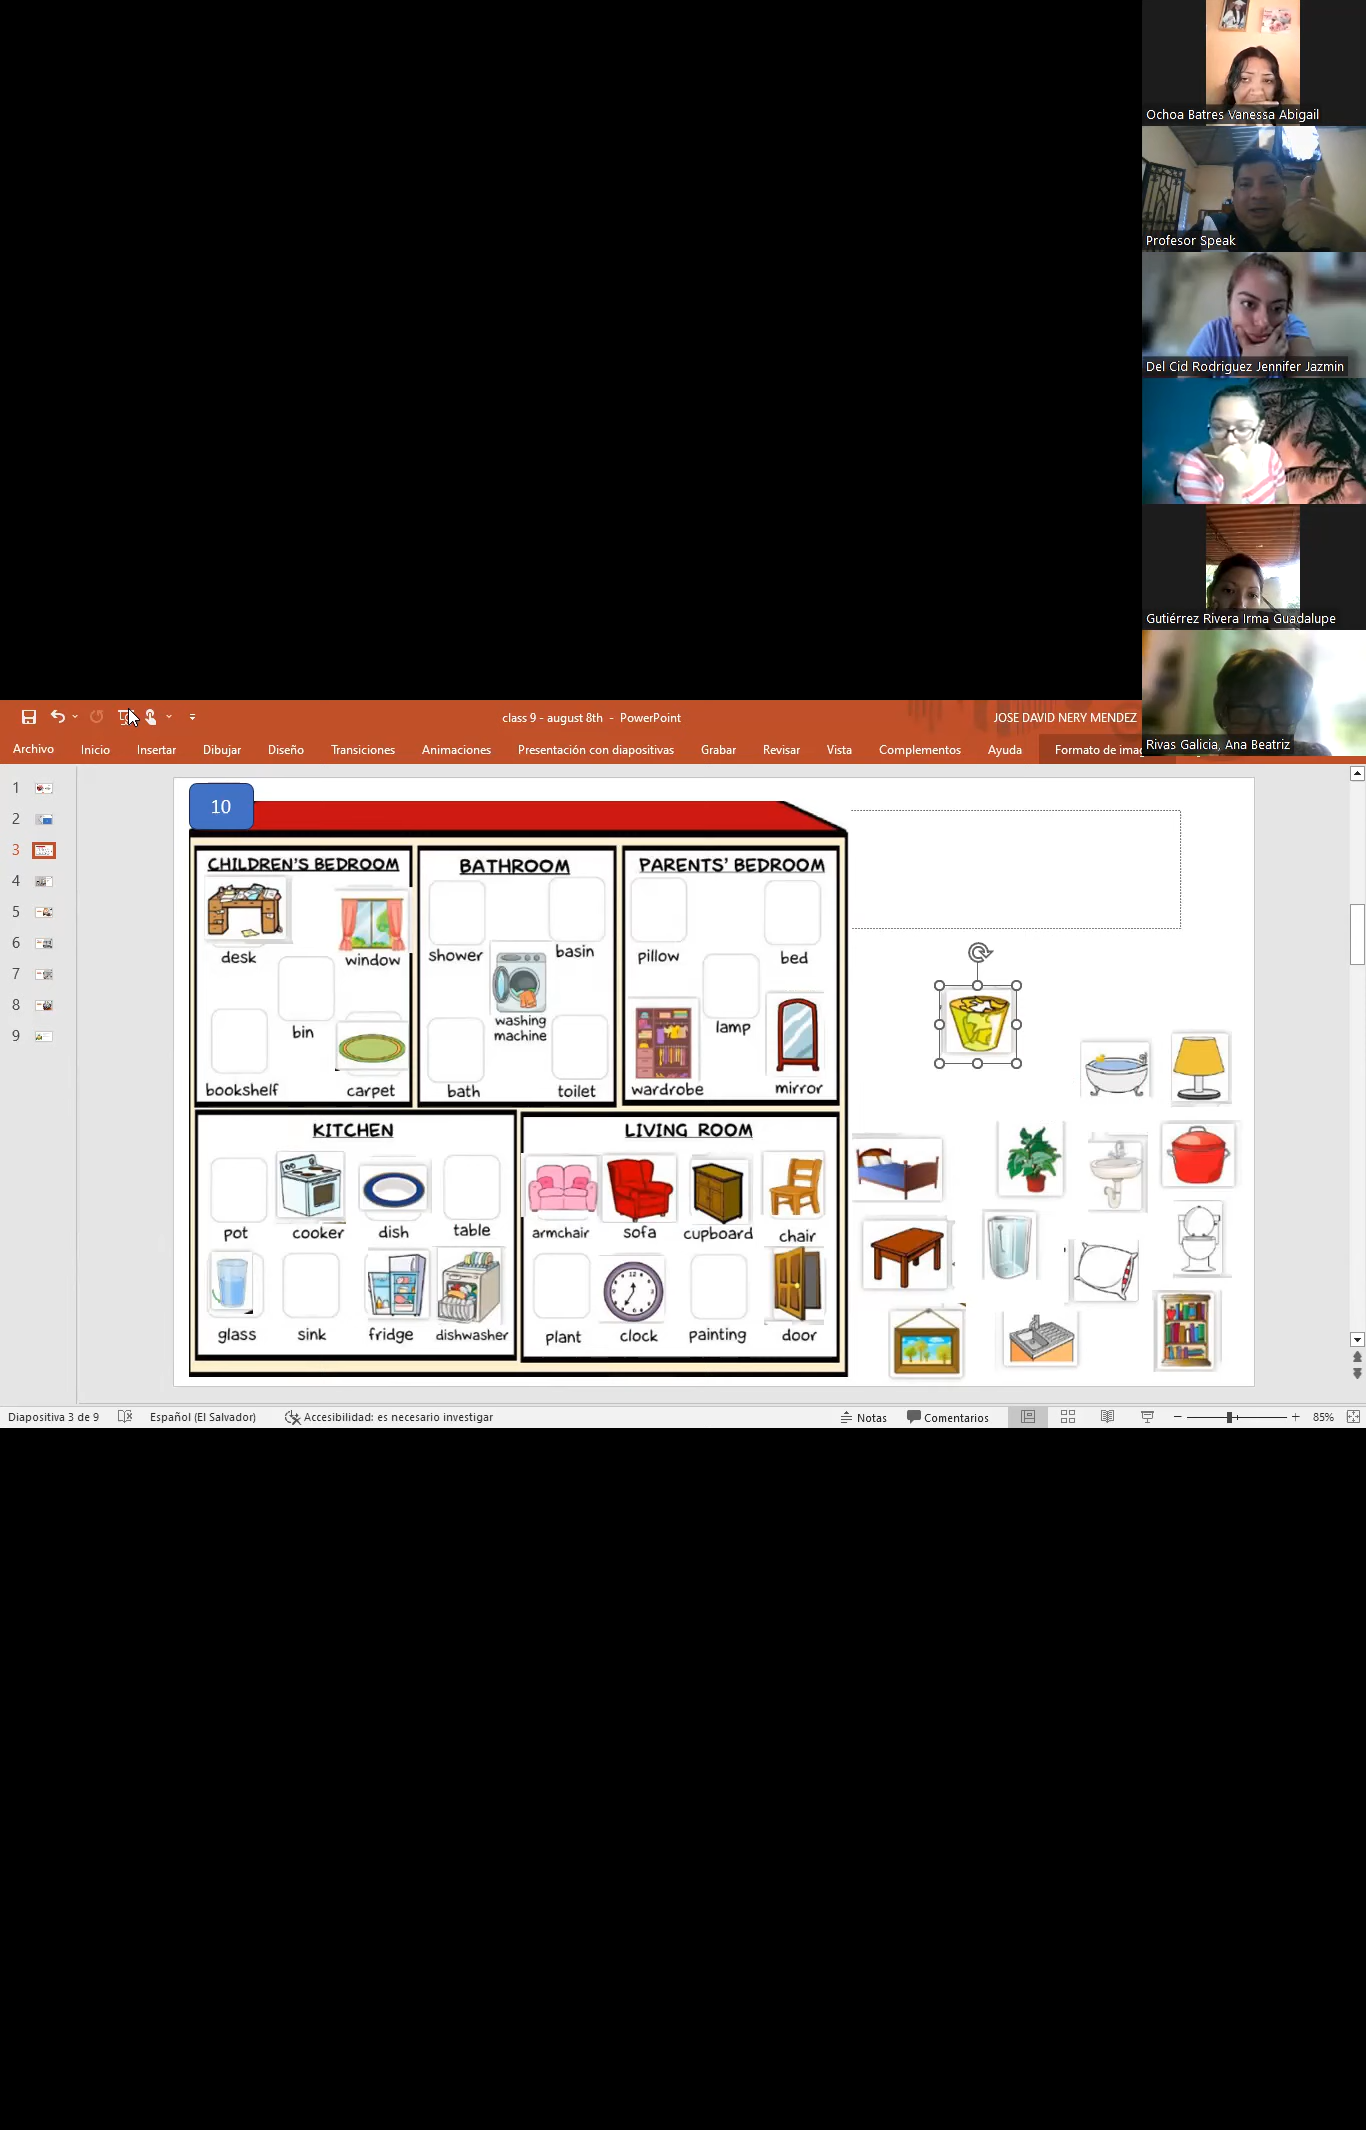 Ochoa Batres Vanessa Abigail
Profesor Speak
Del Cid Rodriguez Jennifer Jazmin
Gutiérrez Rivera Irma Guadalupe
Rivas Galicia, Ana Beatriz
class 9 - august 8th - PowerPoint
JOSE DAVID NERY MENDEZ
Archivo Inicio Insertar Dibujar Diseño Transiciones Animaciones Presentación con diapositivas Grabar Revisar Vista Complementos Ayuda Formato de imag
1
2
3
4
5
6
7
8
9
10
CHILDREN'S BEDROOM
desk window
bin
bookshelf carpet
BATHROOM
shower basin
washing
machine
bath toilet
PARENTS' BEDROOM
pillow bed
lamp
wardrobe mirror
KITCHEN
pot cooker dish table
glass sink fridge dishwasher
LIVING ROOM
armchair sofa cupboard chair
plant clock painting door
Diapositiva 3 de 9 Español (El Salvador) Accesibilidad: es necesario investigar Notas Comentarios 85%